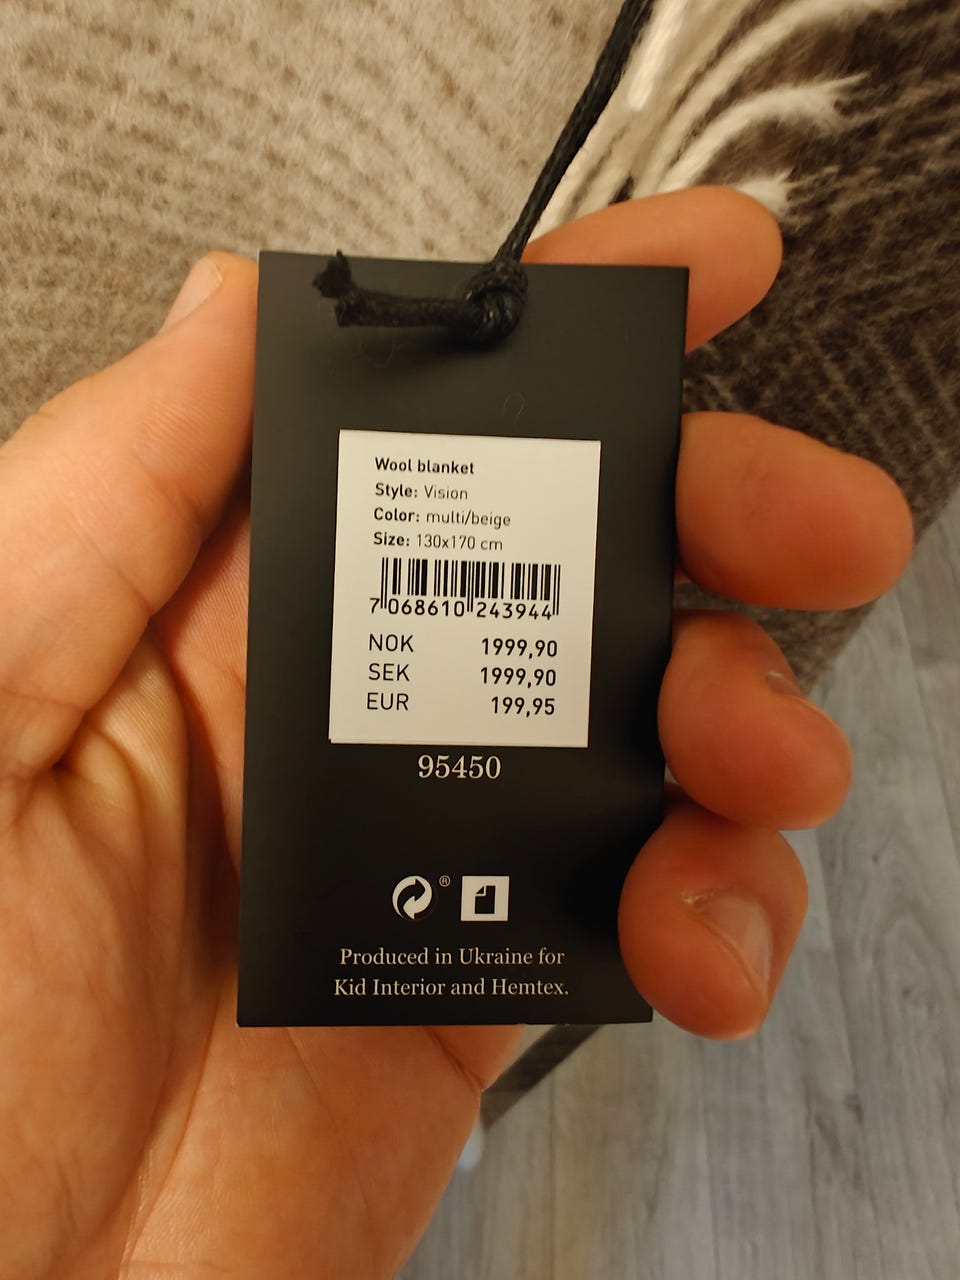 Wool blanket
Style: Vision
Color: multi/beige
Size: 130x170 cm
7 068610 243944
NOK 1999,90
SEK 1999,90
EUR 199,95
95450
®
Produced in Ukraine for
Kid Interior and Hemtex.